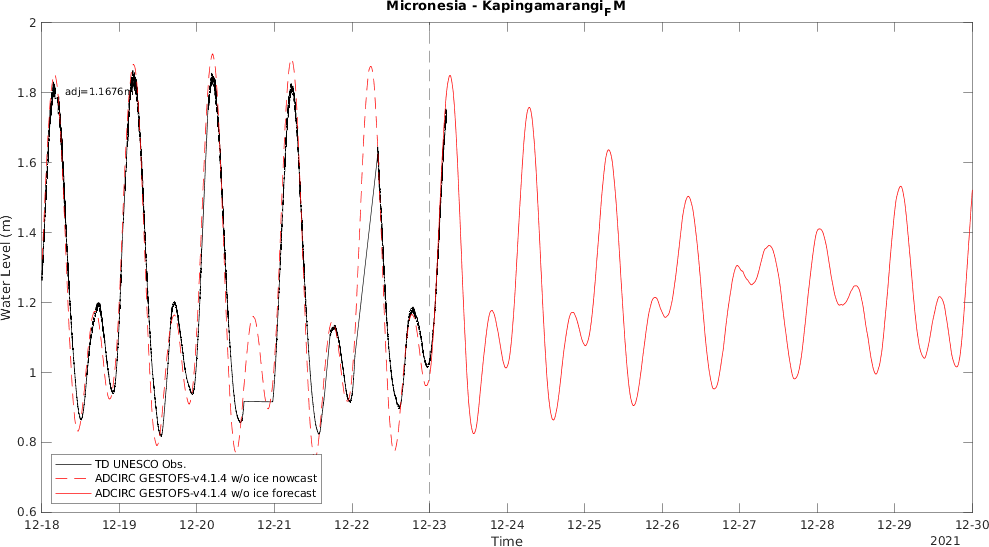 Micronesia - Kapingamarangi_FM
2
1.8
1.6
1.4
1.2
1
0.8
0.6
Water Level (m)
adj=1.1676m
TD UNESCO Obs.
ADCIRC GESTOFS-v4.1.4 w/o ice nowcast
ADCIRC GESTOFS-v4.1.4 w/o ice forecast
12-18 12-19 12-20 12-21 12-22 12-23 12-24 12-25 12-26 12-27 12-28 12-29 12-30
Time
2021